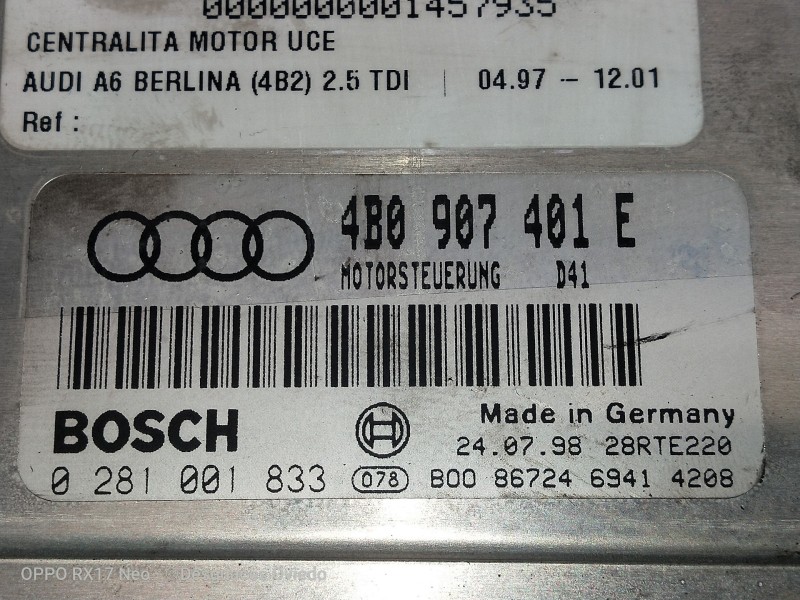 0000000001457935
CENTRALITA MOTOR UCE
AUDI A6 BERLINA (4B2) 2.5 TDI | 04.97 - 12.01
Ref :
4B0 907 401 E
MOTORSTEUERUNG D41
BOSCH
Made in Germany
24.07.98 28RTE220
0 281 001 833 078 B00 86724 6941 4208
OPPO RX17 Neo